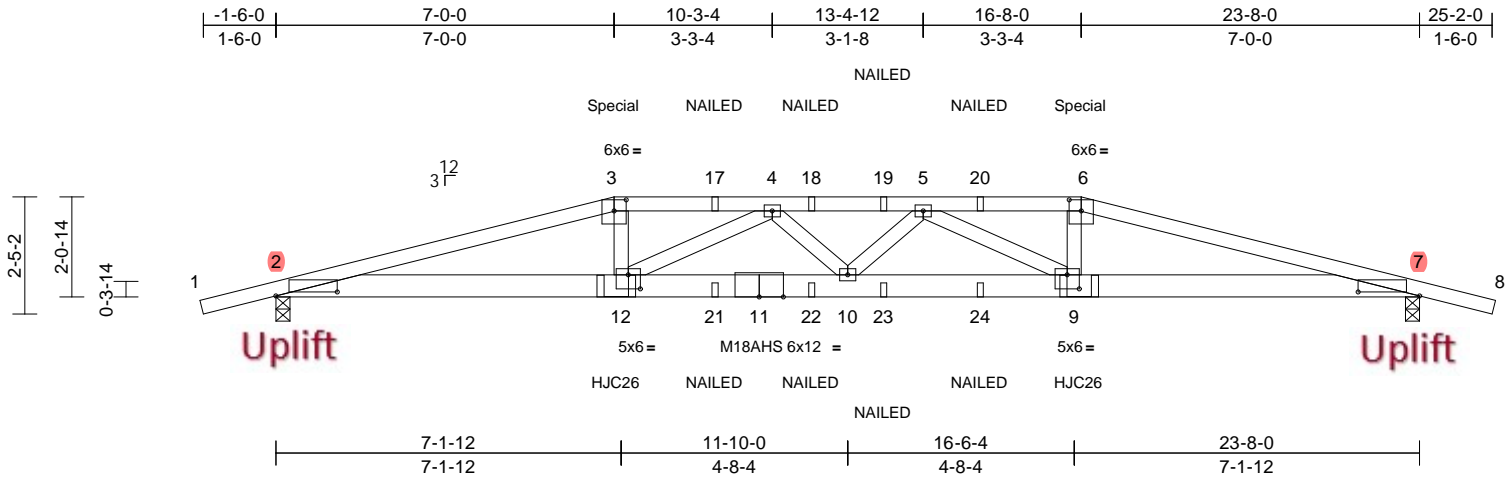 -1-6-0 7-0-0 10-3-4 13-4-12 16-8-0 23-8-0 25-2-0
1-6-0 7-0-0 3-3-4 3-1-8 3-3-4 7-0-0 1-6-0
NAILED
Special NAILED NAILED NAILED Special
6x6 = 6x6 =
12
3
3 17 4 18 19 5 20 6
2-5-2 2-0-14 0-3-14
2 7
1 8
12 21 11 22 10 23 24 9
Uplift Uplift
5x6 = M18AHS 6x12 = 5x6 =
HJC26 NAILED NAILED NAILED HJC26
NAILED
7-1-12 11-10-0 16-6-4 23-8-0
7-1-12 4-8-4 4-8-4 7-1-12